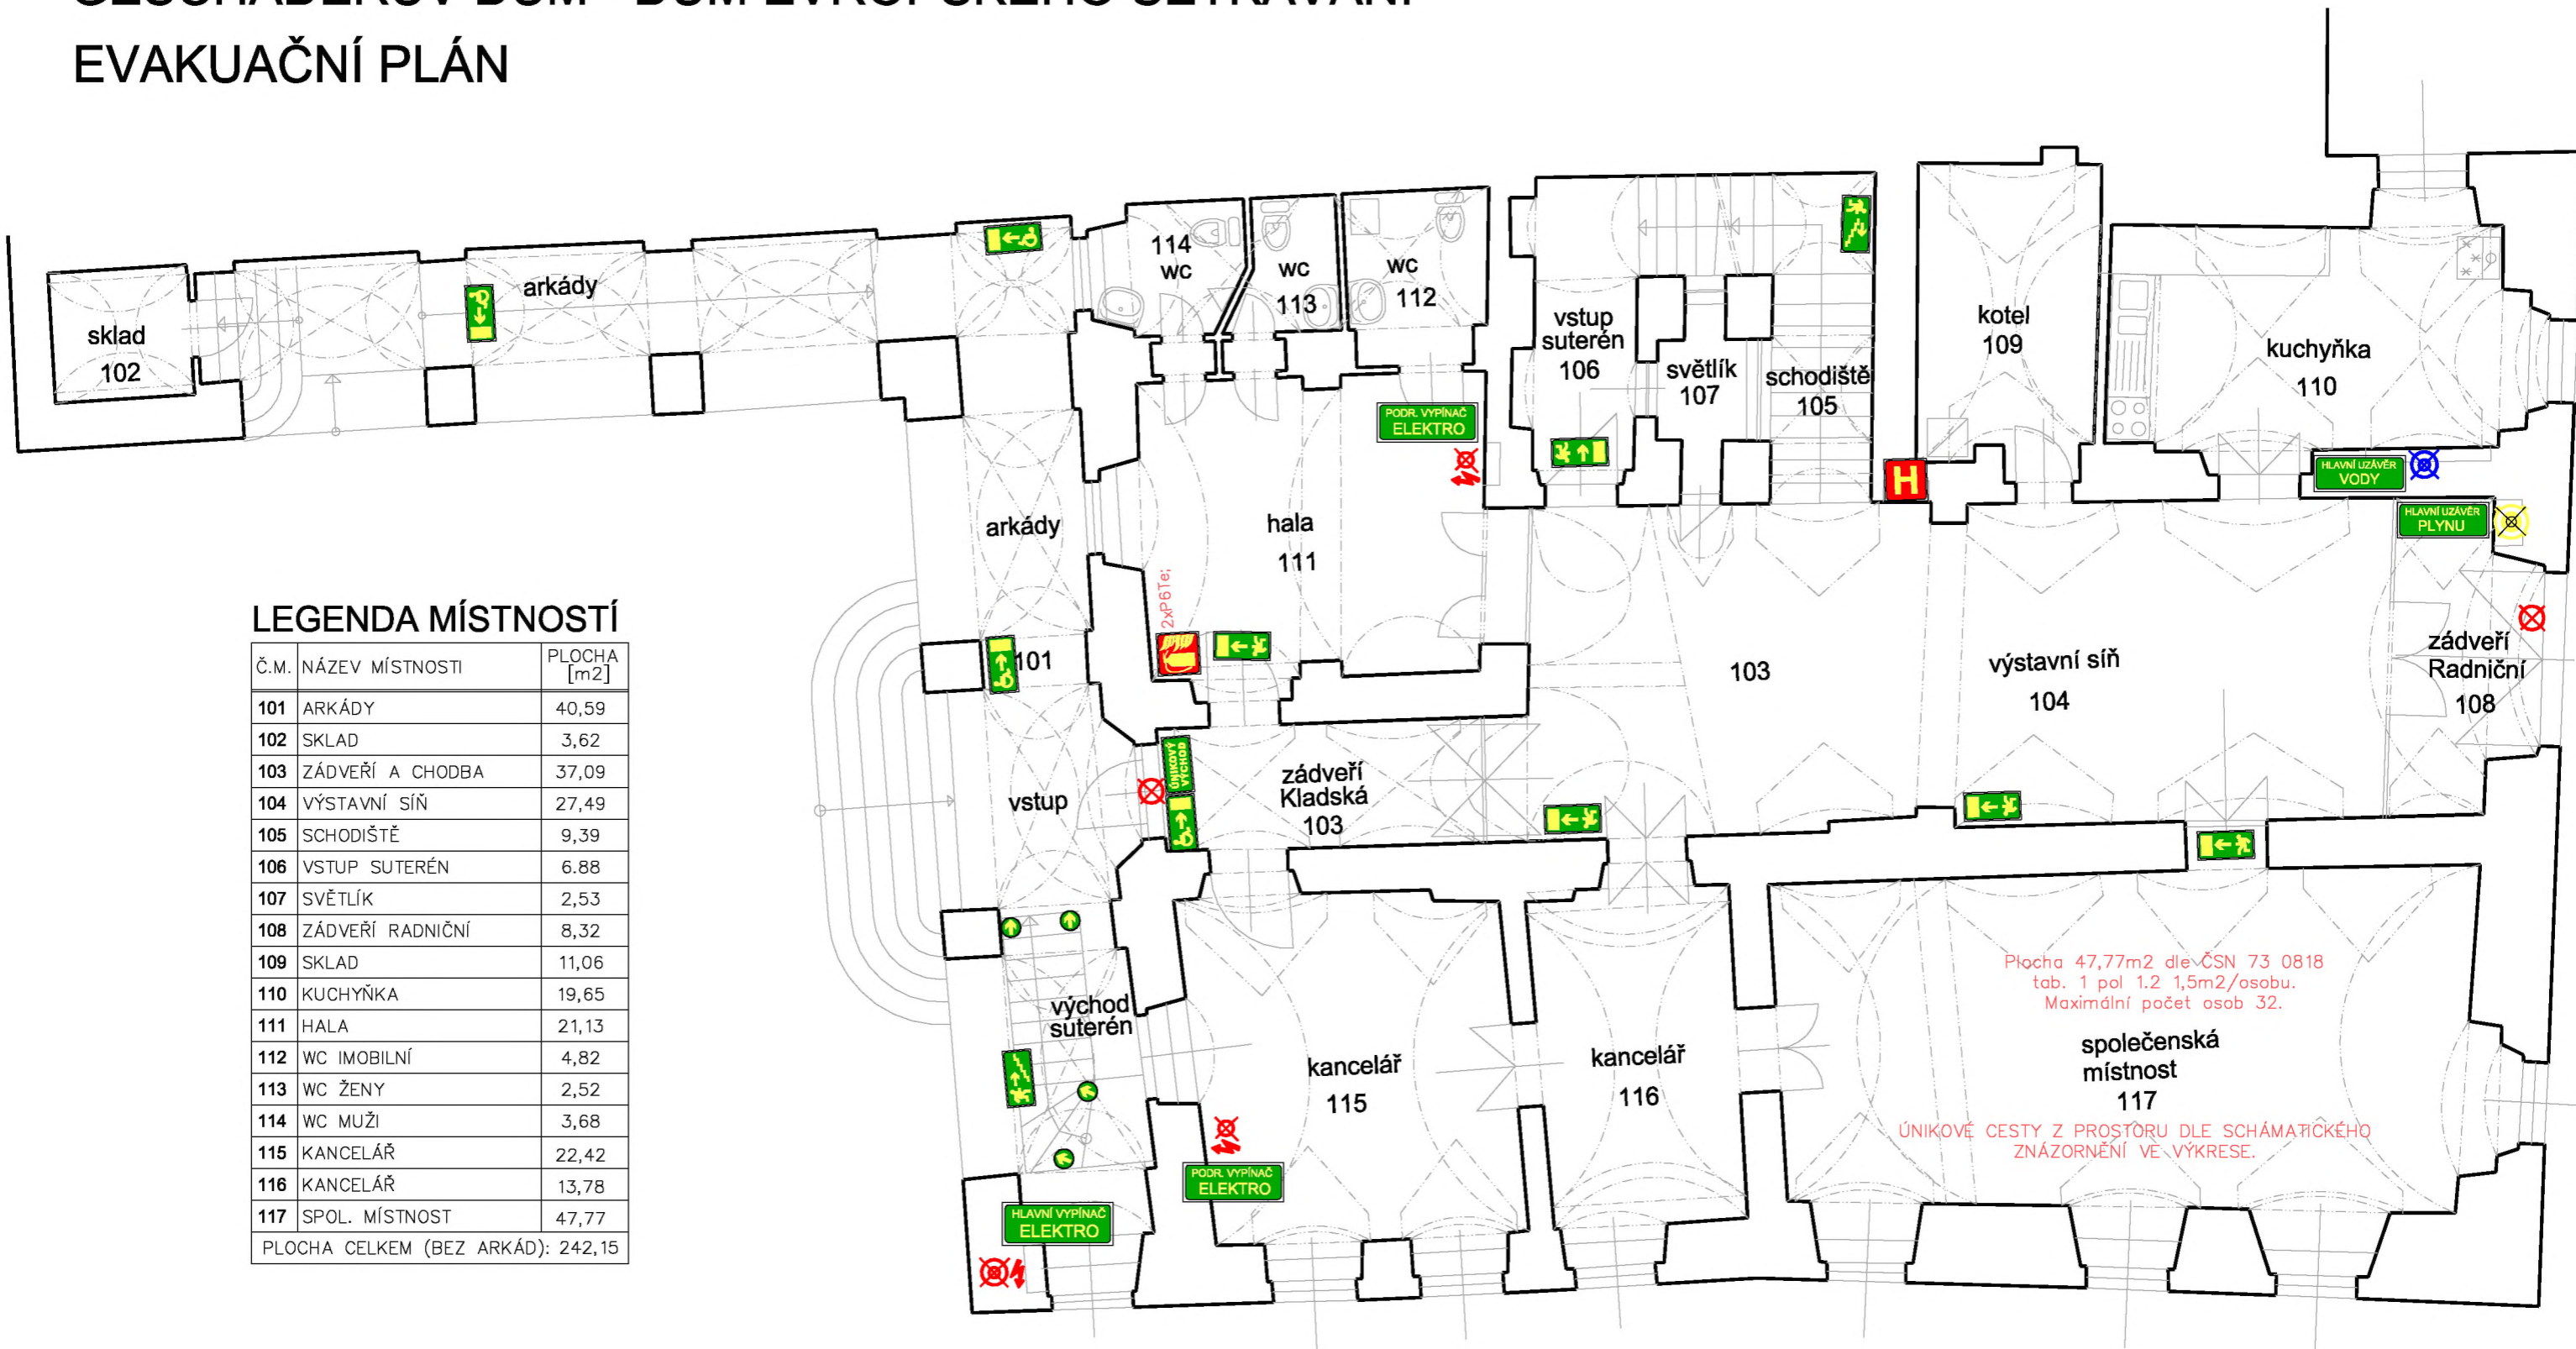 EVAKUAČNÍ PLÁN
sklad
102
arkády
114
WC
WC
113
WC
112
vstup
suterén
106
světlík
107
schodiště
105
kotel
109
kuchyňka
110
PODR. VYPÍNAČ
ELEKTRO
H
HLAVNÍ UZÁVĚR
VODY
HLAVNÍ UZÁVĚR
PLYNU
arkády
hala
111
2xP6Te;
101
103
výstavní síň
104
zádveří
Radniční
108
vstup
ÚNIKOVÝ
VÝCHOD
zádveří
Kladská
103
východ
suterén
kancelář
115
kancelář
116
Plocha 47,77m2 dle ČSN 73 0818
tab. 1 pol 1.2 1,5m2/osobu.
Maximální počet osob 32.
společenská
místnost
117
ÚNIKOVÉ CESTY Z PROSTORU DLE SCHÁMATICKÉHO
ZNÁZORNĚNÍ VE VÝKRESE.
PODR. VYPÍNAČ
ELEKTRO
HLAVNÍ VYPÍNAČ
ELEKTRO
LEGENDA MÍSTNOSTÍ
Č.M. NÁZEV MÍSTNOSTI PLOCHA [m2]
101 ARKÁDY 40,59
102 SKLAD 3,62
103 ZÁDVEŘÍ A CHODBA 37,09
104 VÝSTAVNÍ SÍŇ 27,49
105 SCHODIŠTĚ 9,39
106 VSTUP SUTERÉN 6.88
107 SVĚTLÍK 2,53
108 ZÁDVEŘÍ RADNIČNÍ 8,32
109 SKLAD 11,06
110 KUCHYŇKA 19,65
111 HALA 21,13
112 WC IMOBILNÍ 4,82
113 WC ŽENY 2,52
114 WC MUŽI 3,68
115 KANCELÁŘ 22,42
116 KANCELÁŘ 13,78
117 SPOL. MÍSTNOST 47,77
PLOCHA CELKEM (BEZ ARKÁD): 242,15